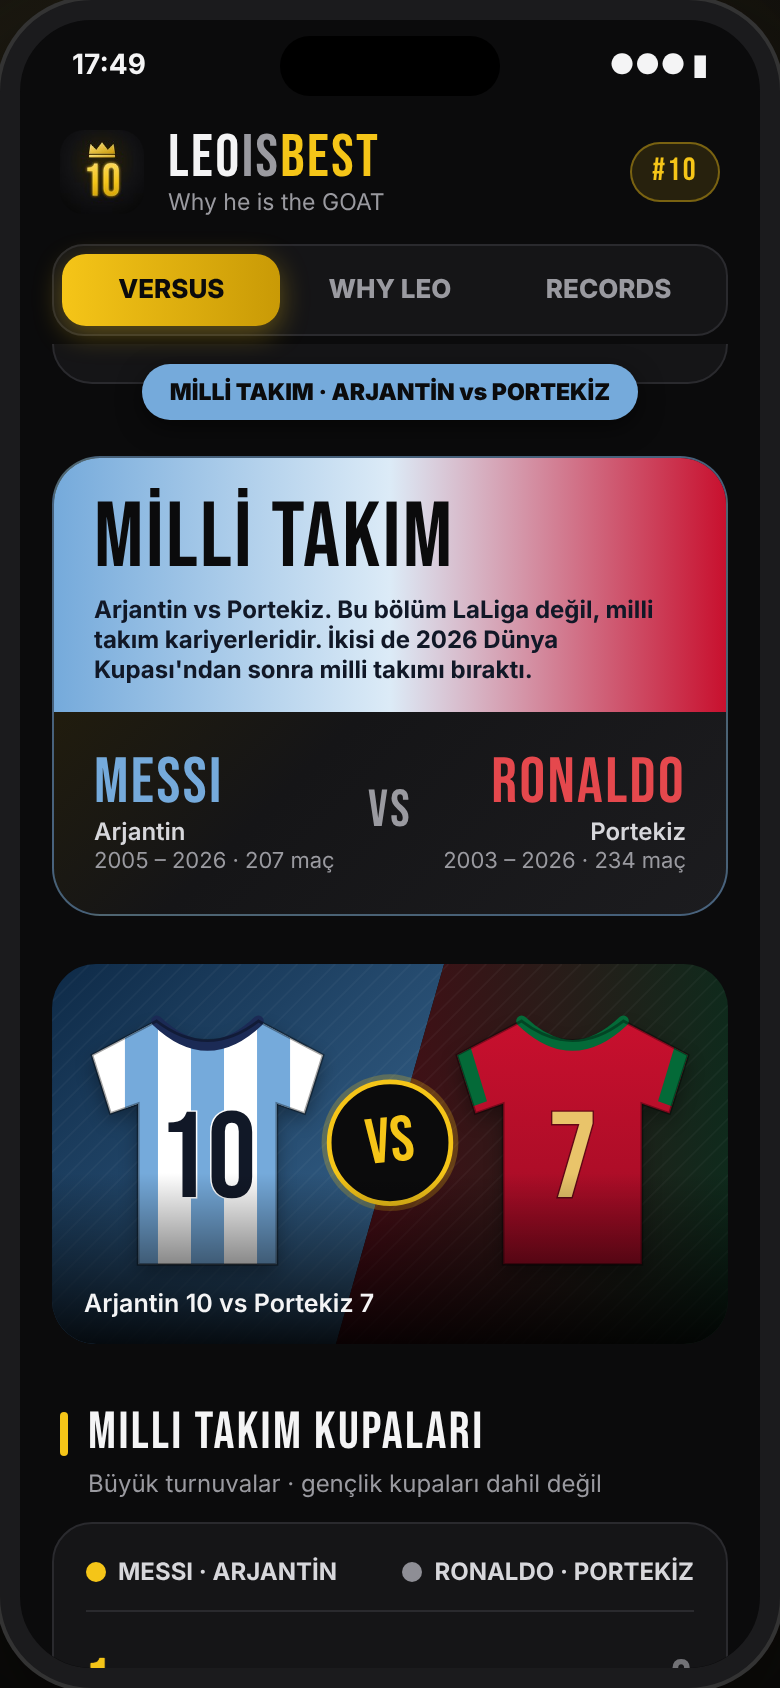 17:49
10
LEOISBEST
Why he is the GOAT
#10
VERSUS
WHY LEO
RECORDS
MİLLİ TAKIM · ARJANTİN vs PORTEKİZ
MİLLİ TAKIM
Arjantin vs Portekiz. Bu bölüm LaLiga değil, milli
takım kariyerleridir. İkisi de 2026 Dünya
Kupası'ndan sonra milli takımı bıraktı.
MESSI
Arjantin
2005 – 2026 · 207 maç
VS
RONALDO
Portekiz
2003 – 2026 · 234 maç
10
VS
7
Arjantin 10 vs Portekiz 7
MILLI TAKIM KUPALARI
Büyük turnuvalar · gençlik kupaları dahil değil
MESSI · ARJANTİN
RONALDO · PORTEKİZ